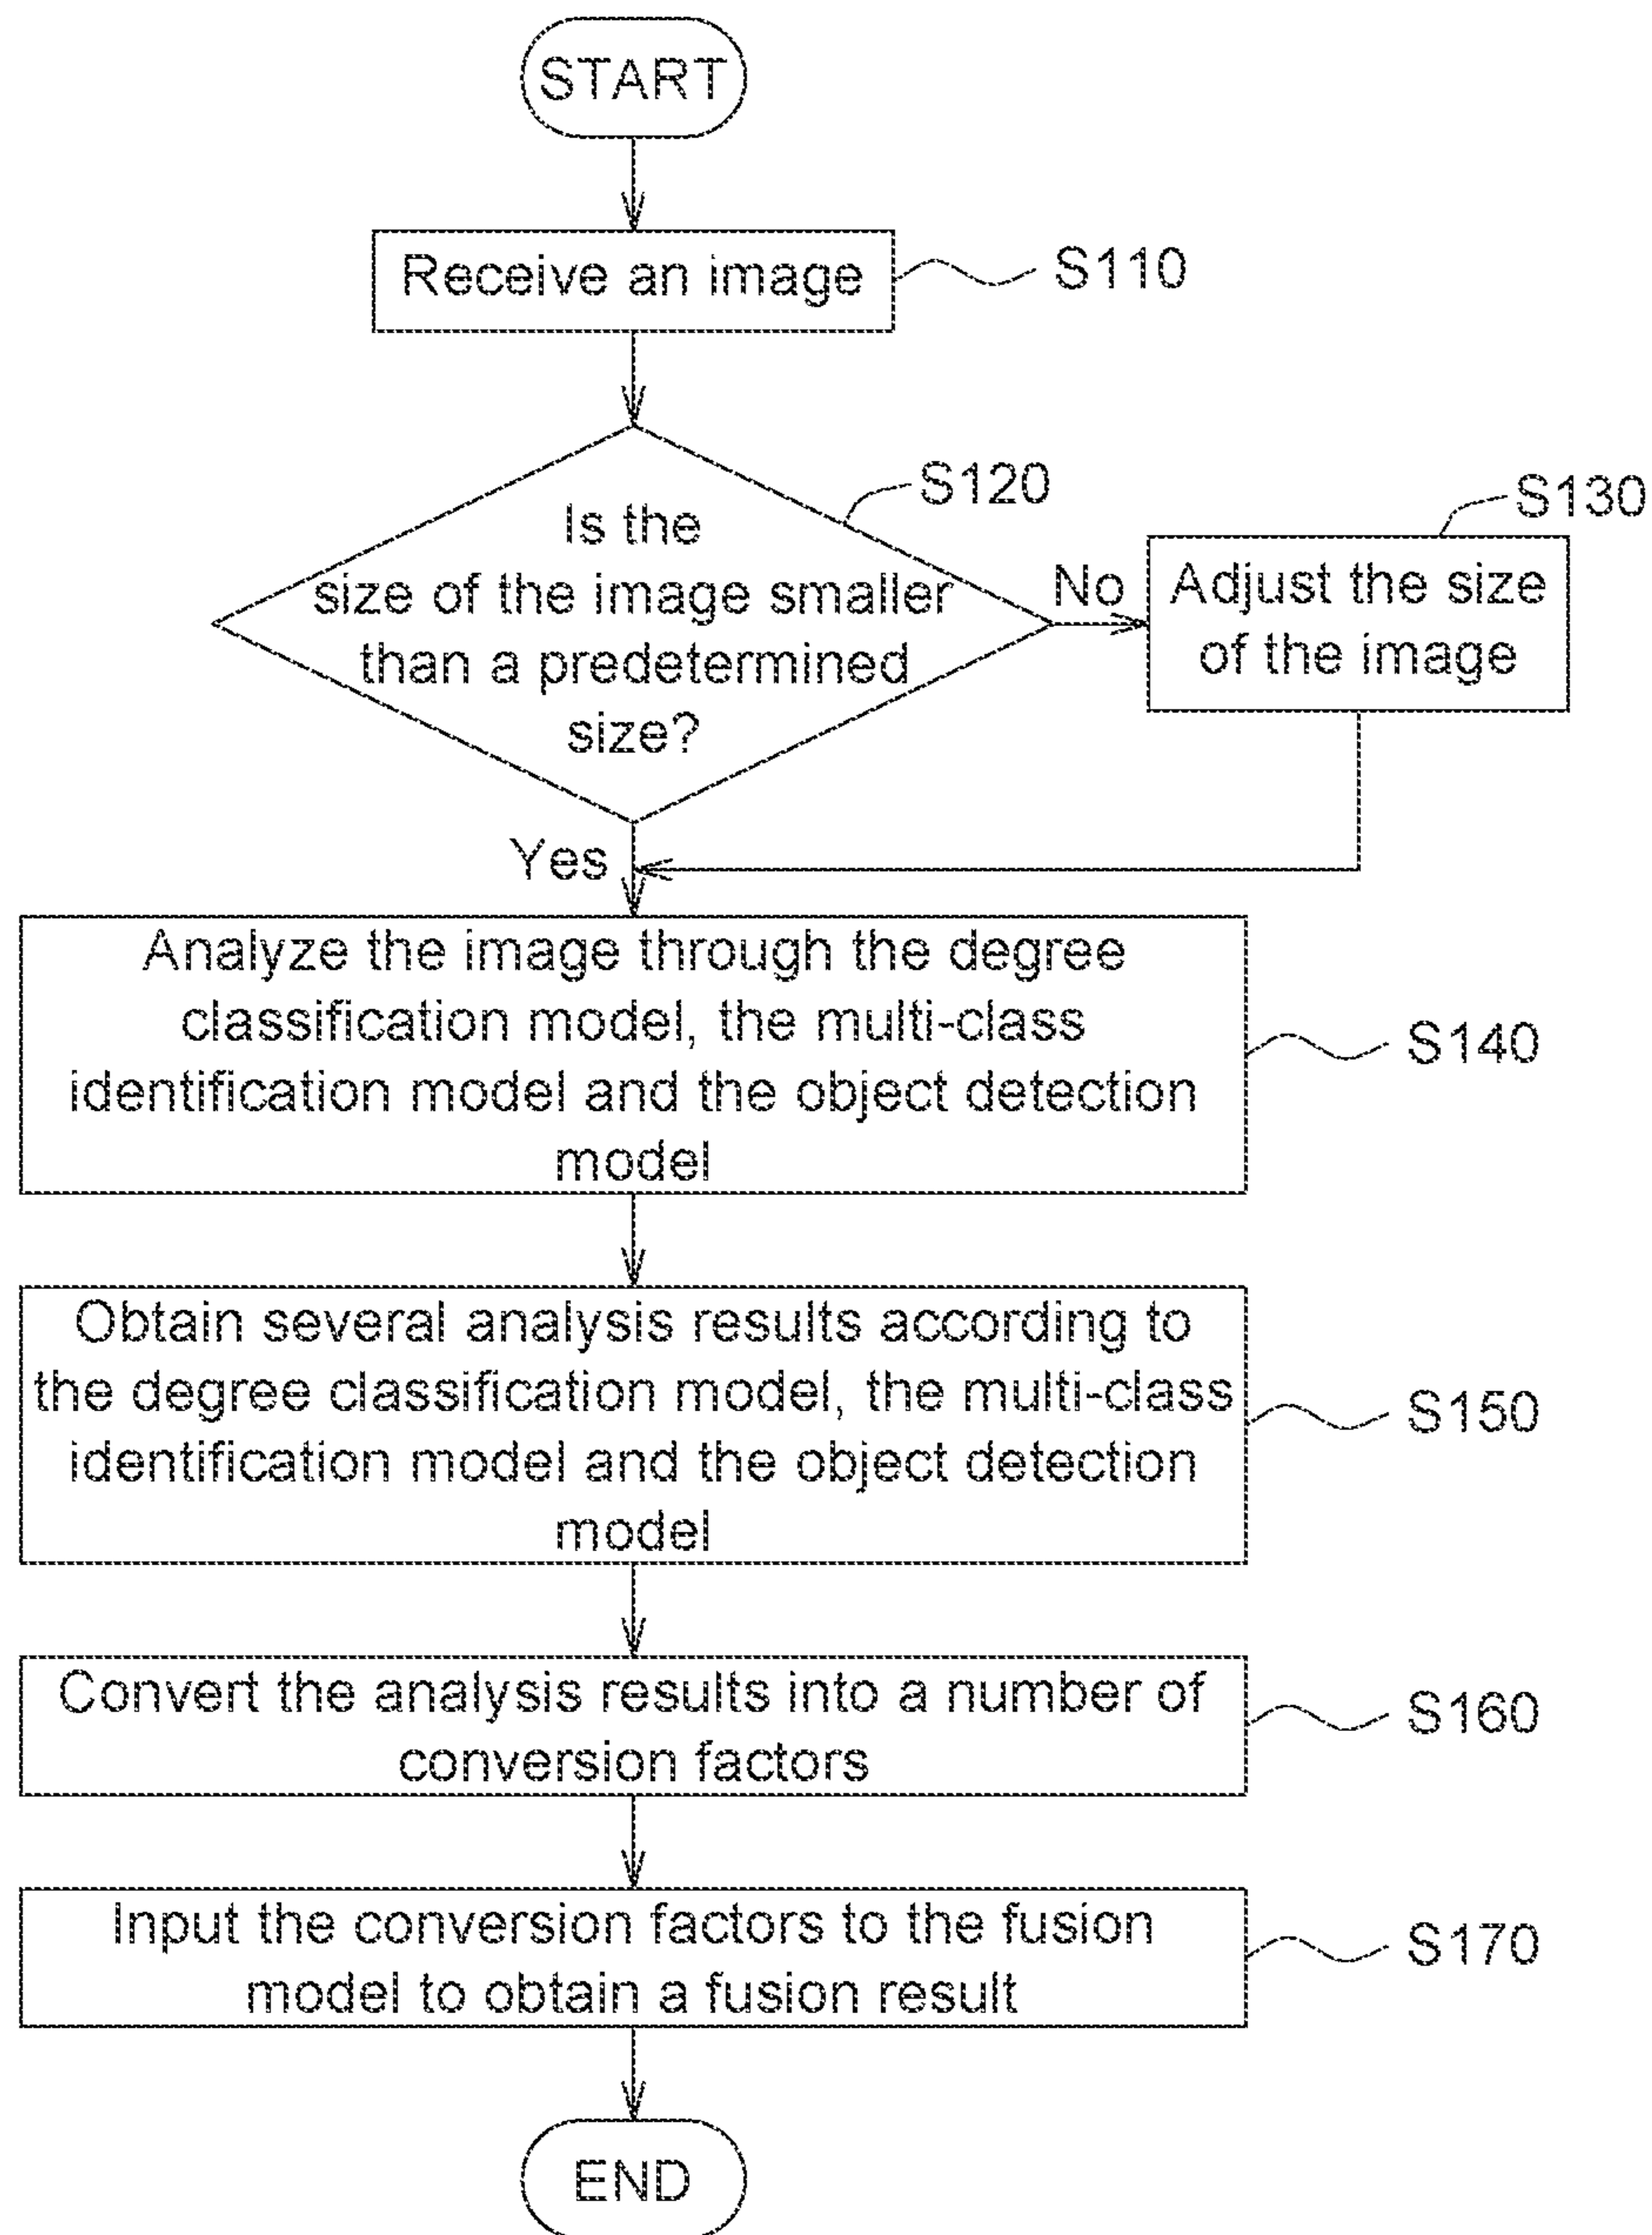 START
Receive an image
S110
S120
Is the
size of the image smaller
than a predetermined
size?
No
S130
Adjust the size
of the image
Yes
Analyze the image through the degree
classification model, the multi-class
identification model and the object detection
model
S140
Obtain several analysis results according to
the degree classification model, the multi-class
identification model and the object detection
model
S150
Convert the analysis results into a number of
conversion factors
S160
Input the conversion factors to the fusion
model to obtain a fusion result
S170
END